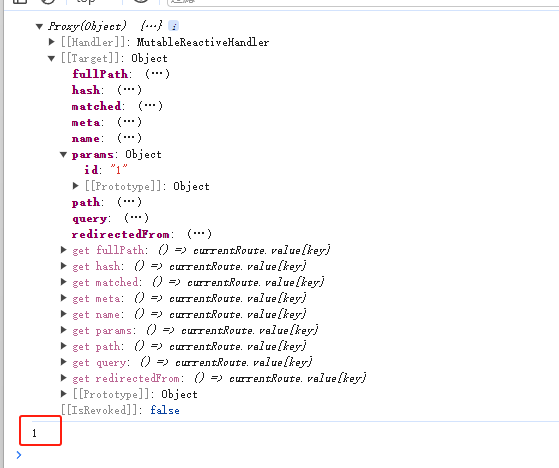 top
过滤
Proxy(Object) {…} i
[[Handler]]: MutableReactiveHandler
[[Target]]: Object
fullPath: (...)
hash: (...)
matched: (...)
meta: (...)
name: (...)
params: Object
id: "1"
[[Prototype]]: Object
path: (...)
query: (...)
redirectedFrom: (...)
get fullPath: () => currentRoute.value[key]
get hash: () => currentRoute.value[key]
get matched: () => currentRoute.value[key]
get meta: () => currentRoute.value[key]
get name: () => currentRoute.value[key]
get params: () => currentRoute.value[key]
get path: () => currentRoute.value[key]
get query: () => currentRoute.value[key]
get redirectedFrom: () => currentRoute.value[key]
[[Prototype]]: Object
[[IsRevoked]]: false
1